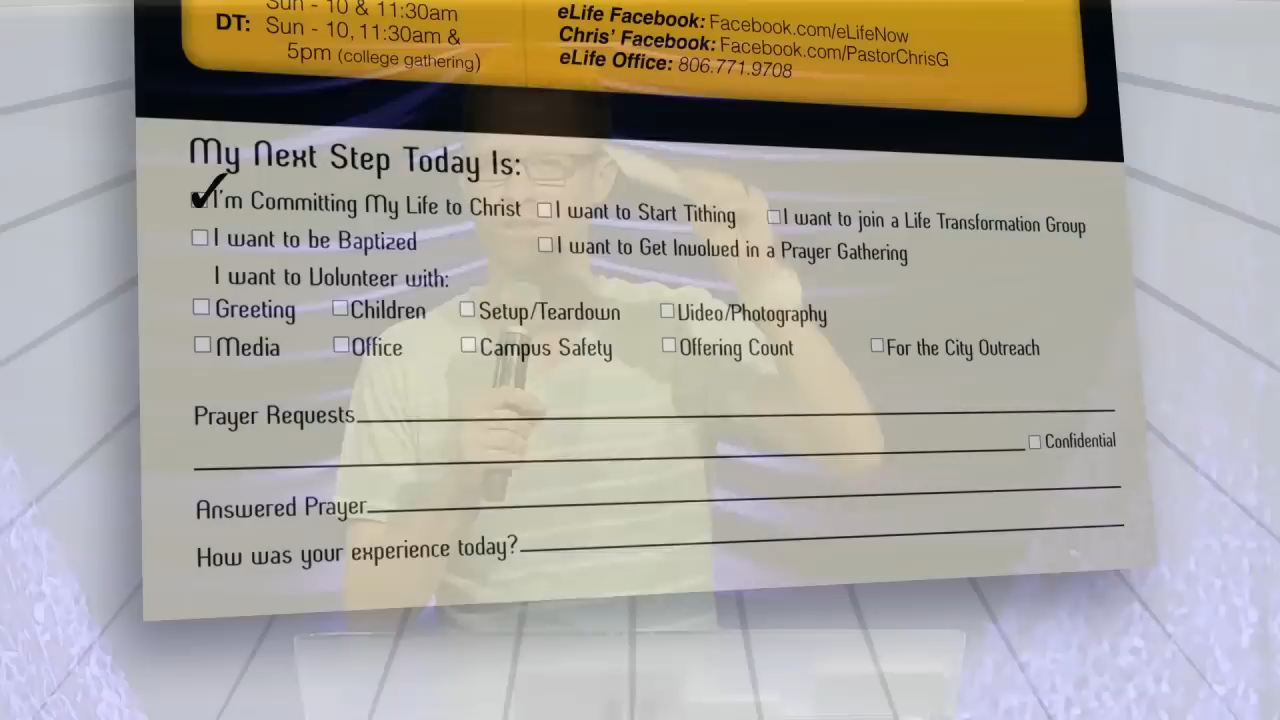 Sun - 10 & 11:30am
DT: Sun - 10, 11:30am &
5pm (college gathering)
eLife Facebook: Facebook.com/eLifeNow
Chris' Facebook: Facebook.com/PastorChrisG
eLife Office: 806.771.9708
My Next Step Today Is:
I'm Committing My Life to Christ I want to Start Tithing I want to join a Life Transformation Group
I want to be Baptized I want to Get Involved in a Prayer Gathering
I want to Volunteer with:
Greeting Children Setup/Teardown Video/Photography
Media Office Campus Safety Offering Count For the City Outreach
Prayer Requests
Confidential
Answered Prayer
How was your experience today?